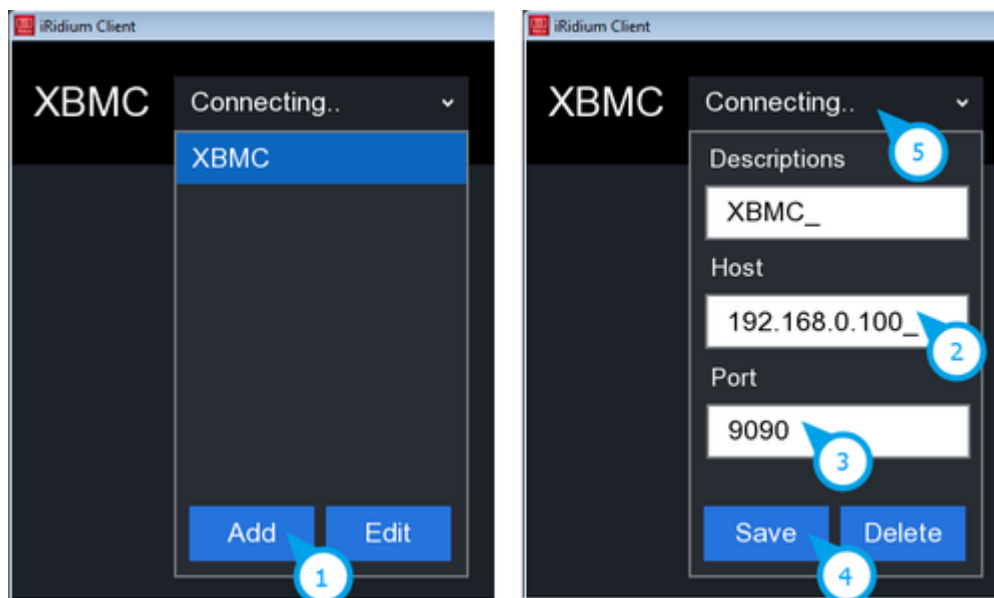 iRidium Client
XBMC
Connecting..
XBMC
Add
Edit
1
iRidium Client
XBMC
Connecting..
5
Descriptions
XBMC_
Host
192.168.0.100_
2
Port
9090
3
Save
Delete
4